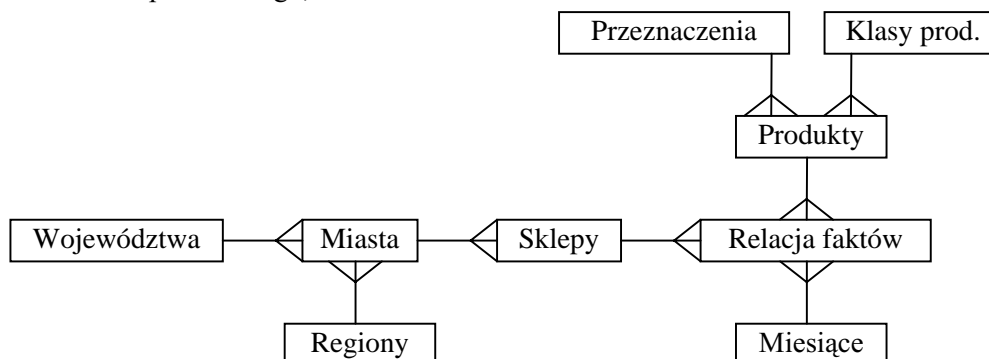 Przeznaczenia
Klasy prod.
Produkty
Województwa
Miasta
Sklepy
Relacja faktów
Regiony
Miesiące